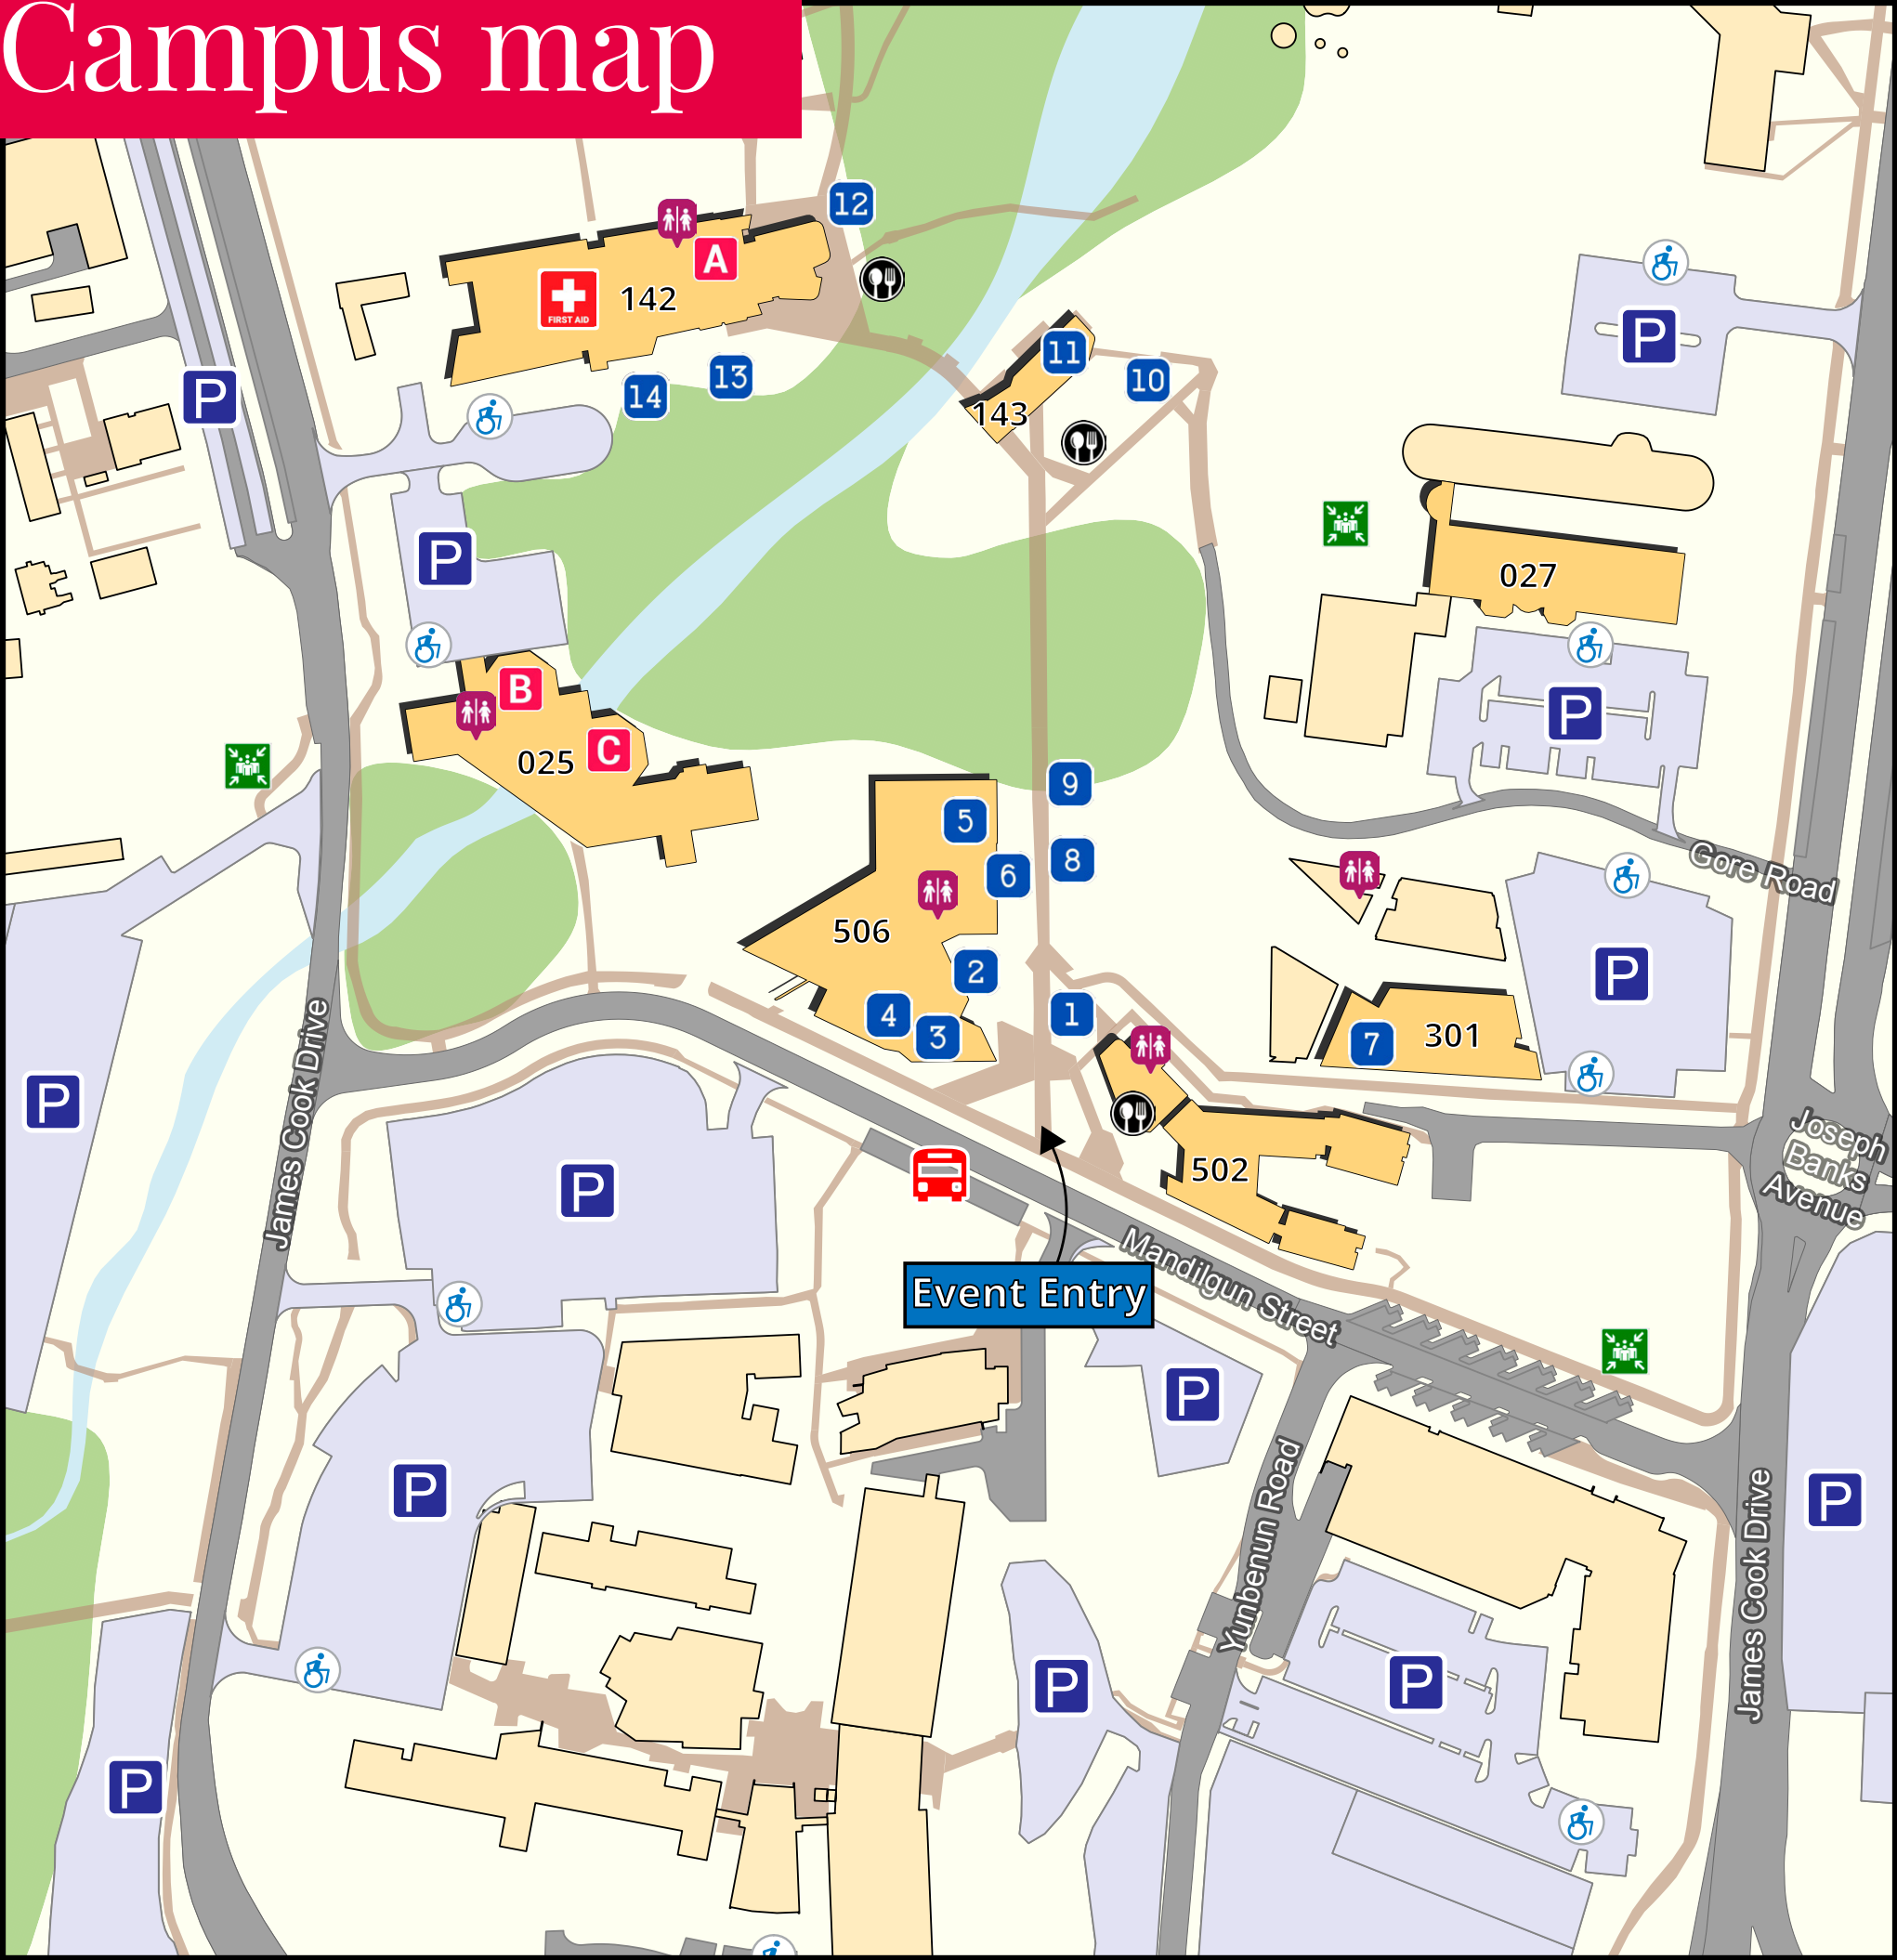 Campus map
12
A
FIRST AID
142
P
11
143
10
13
14
P
P
027
B
025
C
P
5
9
8
6
506
2
4
3
1
Gore Road
P
7
301
P
James Cook Drive
P
502
Joseph
Banks
Avenue
Mandilgun Street
Event Entry
P
P
P
Yunbenun Road
James Cook Drive
P
P
P